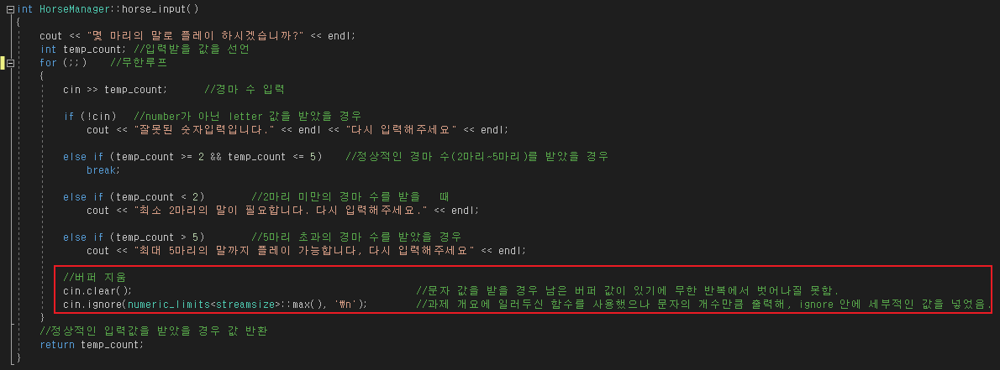 int HorseManager::horse_input()
{
cout << "몇 마리의 말로 플레이 하시겠습니까?" << endl;
int temp_count; //입력받을 값을 선언
for (;;) //무한루프
{
cin >> temp_count; //경마 수 입력
if (!cin) //number가 아닌 letter 값을 받았을 경우
cout << "잘못된 숫자입력입니다." << endl << "다시 입력해주세요" << endl;
else if (temp_count >= 2 && temp_count <= 5) //정상적인 경마 수(2마리~5마리)를 받았을 경우
break;
else if (temp_count < 2) //2마리 미만의 경마 수를 받을 때
cout << "최소 2마리의 말이 필요합니다. 다시 입력해주세요." << endl;
else if (temp_count > 5) //5마리 초과의 경마 수를 받았을 경우
cout << "최대 5마리의 말까지 플레이 가능합니다, 다시 입력해주세요" << endl;
//버퍼 지움
cin.clear(); //문자 값을 받을 경우 남은 버퍼 값이 있기에 무한 반복에서 벗어나질 못함.
cin.ignore(numeric_limits<streamsize>::max(), '₩n'); //과제 개요에 일러두신 함수를 사용했으나 문자의 개수만큼 출력해, ignore 안에 세부적인 값을 넣었음.
}
//정상적인 입력값을 받았을 경우 값 반환
return temp_count;
}